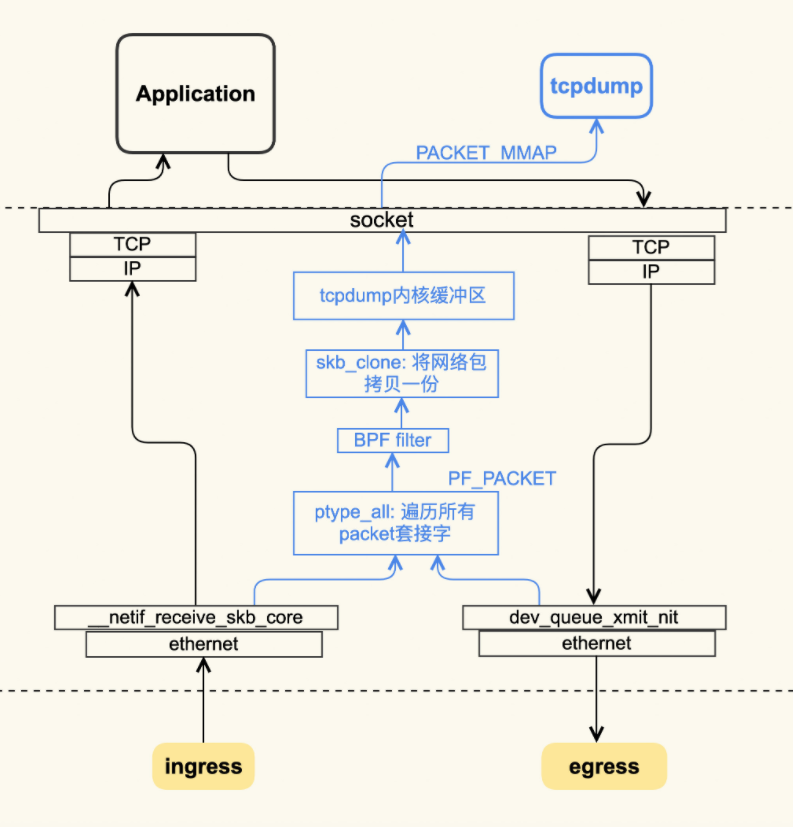 Application
tcpdump
PACKET_MMAP
socket
TCP
IP
TCP
IP
tcpdump内核缓冲区
skb_clone: 将网络包
拷贝一份
BPF filter
PF_PACKET
ptype_all: 遍历所有
packet套接字
__netif_receive_skb_core
ethernet
dev_queue_xmit_nit
ethernet
ingress
egress